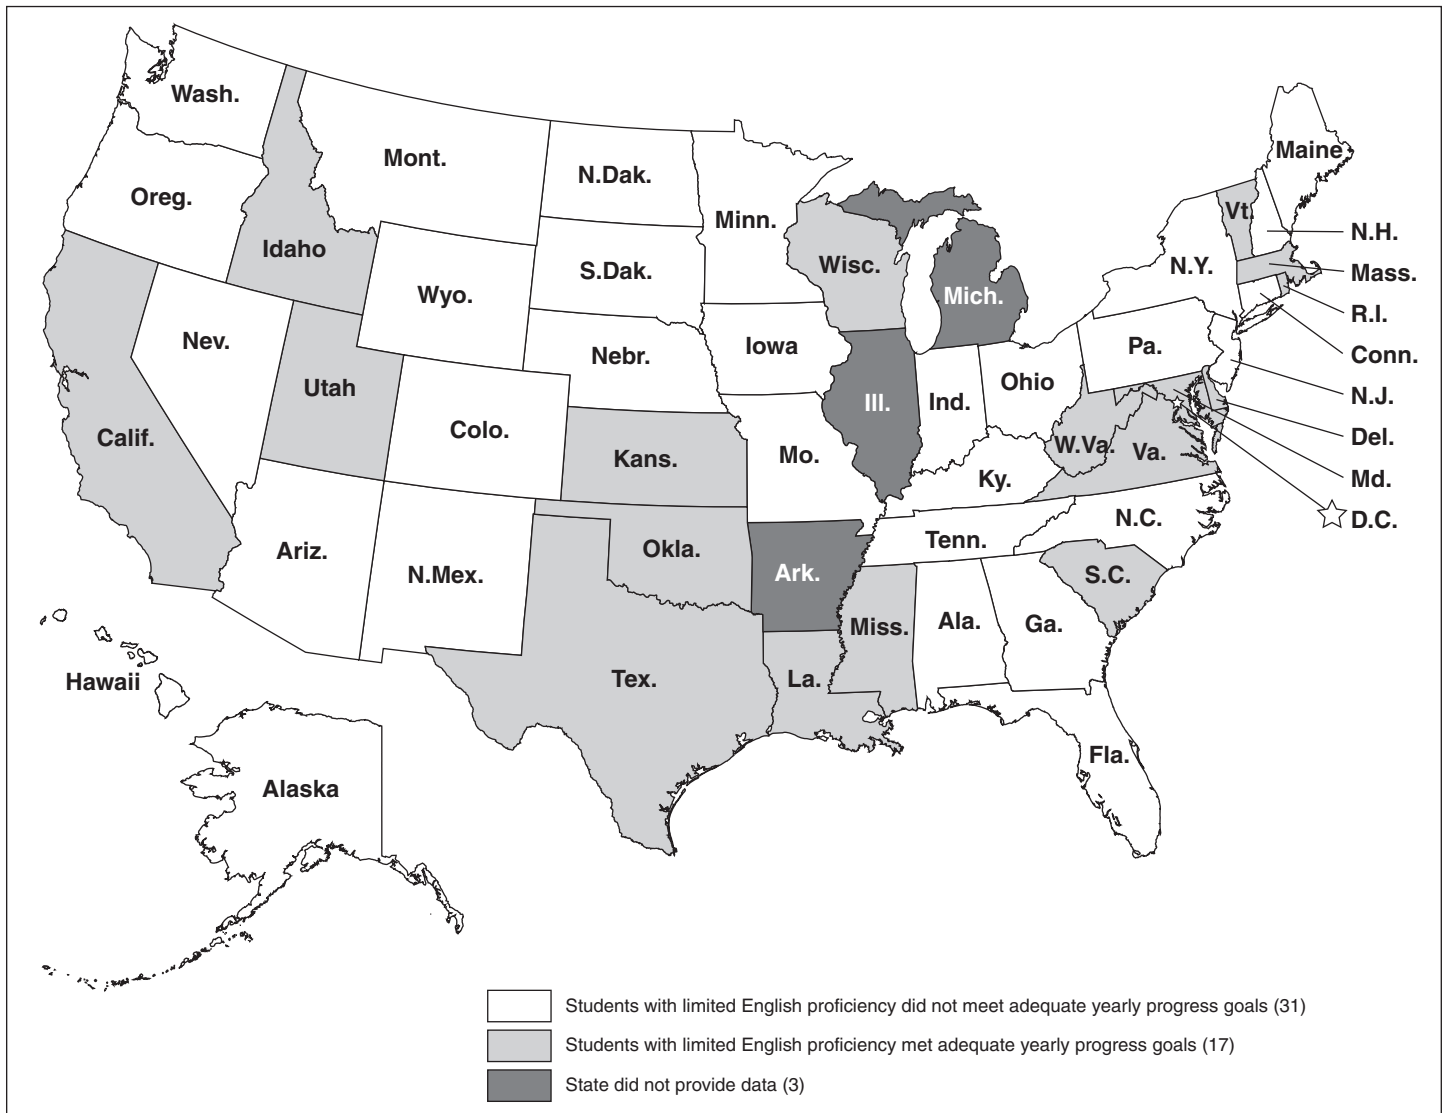 Wash.
Mont.
N.Dak.
Minn.
Maine
Oreg.
Idaho
S.Dak.
Wisc.
Mich.
Vt.
N.Y.
N.H.
Mass.
R.I.
Conn.
N.J.
Del.
Md.
D.C.
Wyo.
Nev.
Nebr.
Iowa
Pa.
Utah
Ohio
Ill.
Ind.
Calif.
Colo.
Kans.
Mo.
W.Va.
Va.
Ky.
Ariz.
N.Mex.
Okla.
Ark.
Tenn.
N.C.
S.C.
Miss.
Ala.
Ga.
Hawaii
Tex.
La.
Alaska
Fla.
Students with limited English proficiency did not meet adequate yearly progress goals (31)
Students with limited English proficiency met adequate yearly progress goals (17)
State did not provide data (3)